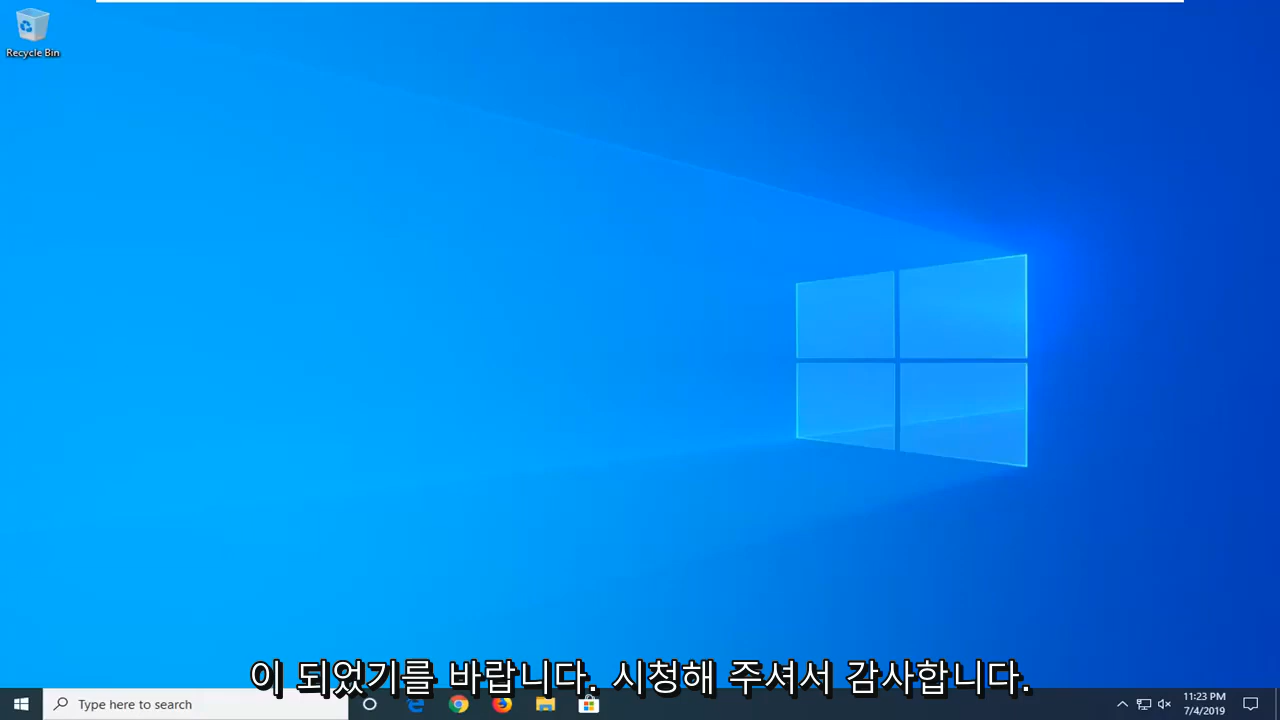 Recycle Bin
이 되었기를 바랍니다. 시청해 주셔서 감사합니다.
Type here to search
11:23 PM
7/4/2019